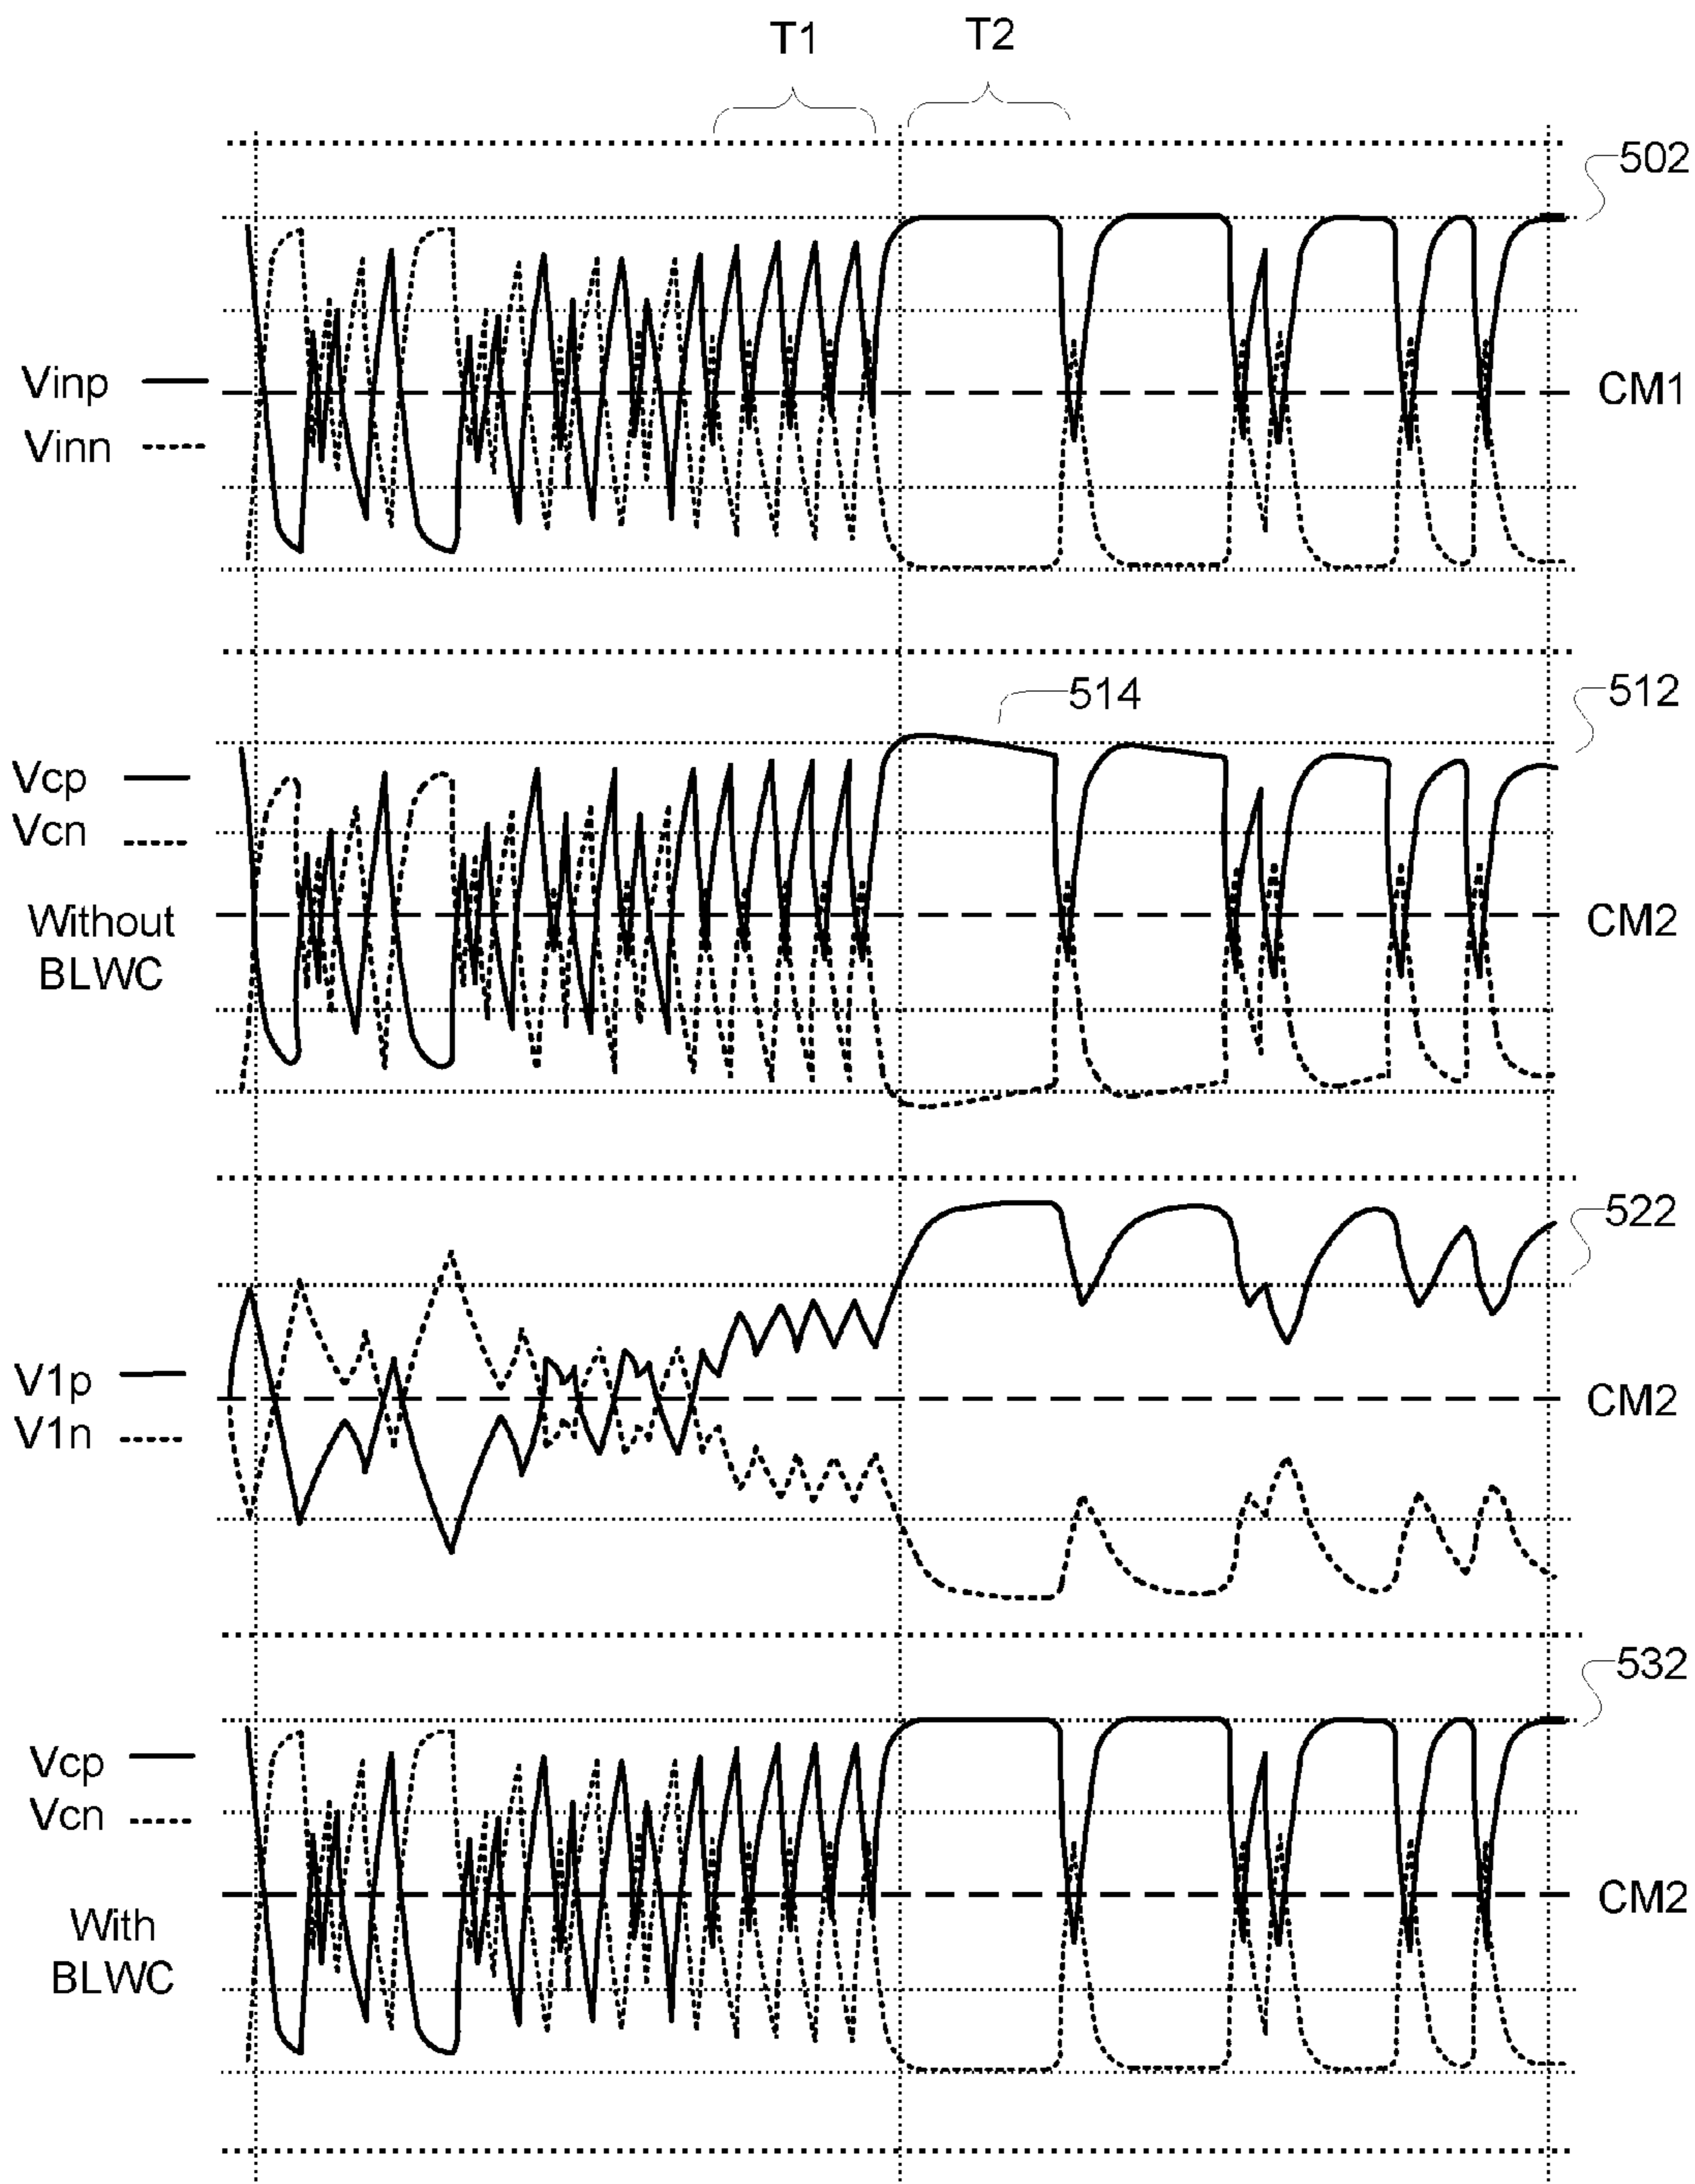 T1
T2
502
Vinp
Vinn
CM1
514
512
Vcp
Vcn
Without
BLWC
CM2
522
V1p
V1n
CM2
532
Vcp
Vcn
With
BLWC
CM2